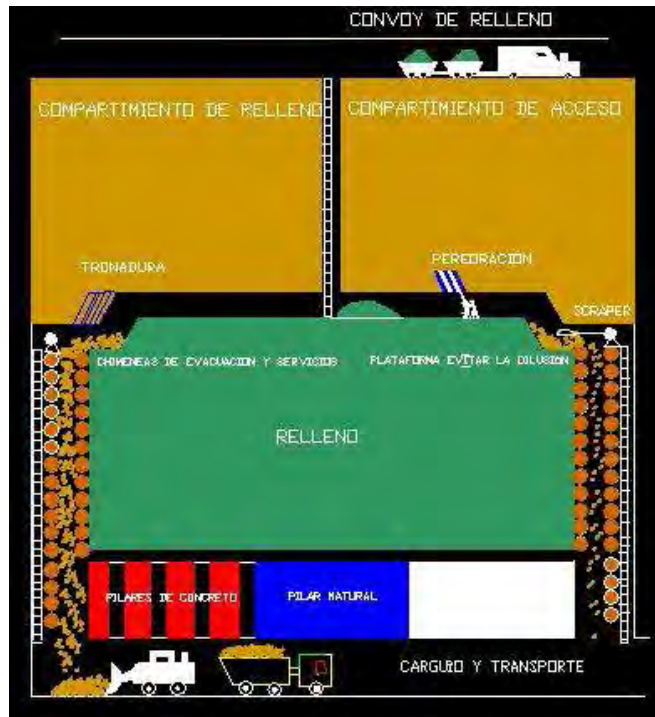 CONVOY DE RELLENO
COMPARTIMIENTO DE RELLENO
COMPARTIMIENTO DE ACCESO
TRONADURA
PERFORACIÓN
SCRAPER
CHIMENEAS DE EVACUACION Y SERVICIOS
PLATAFORMA EVITAR LA DILUSION
RELLENO
PILARES DE CONCRETO
PILAR NATURAL
CARGUIO Y TRANSPORTE